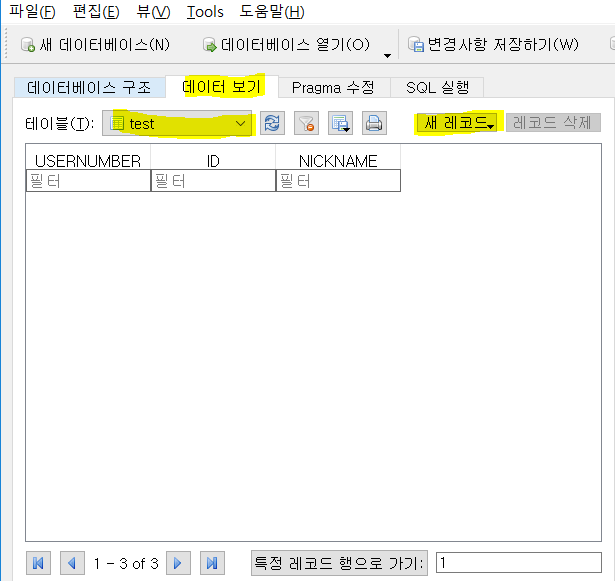 파일(F) 편집(E) 뷰(V) Tools 도움말(H)
새 데이터베이스(N) 데이터베이스 열기(O) 변경사항 저장하기(W)
데이터베이스 구조 데이터 보기 Pragma 수정 SQL 실행
테이블(T): test 새 레코드 레코드 삭제
USERNUMBER ID NICKNAME
필터 필터 필터
1 - 3 of 3 특정 레코드 행으로 가기: 1